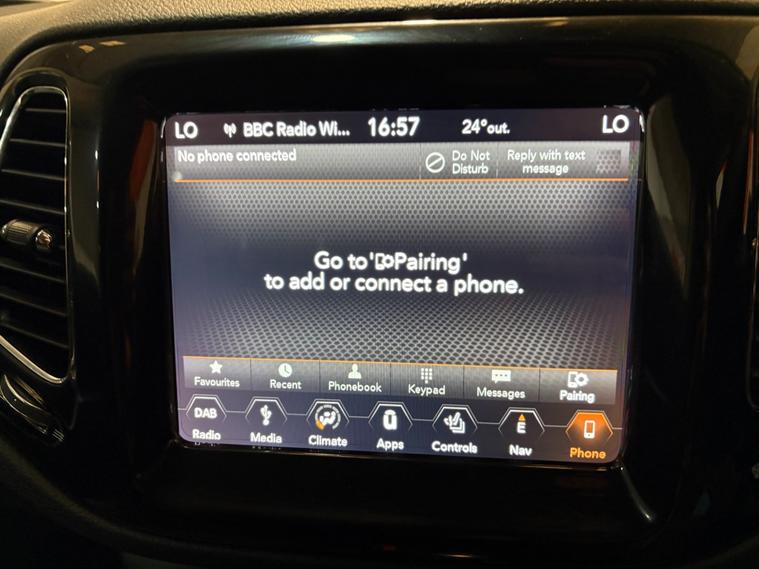 LO BBC Radio Wi... 16:57 24°out. LO
No phone connected
Do Not
Disturb
Reply with text
message
Go to 'Pairing'
to add or connect a phone.
Favourites Recent Phonebook Keypad Messages Pairing
DAB E
Radio Media Climate Apps Controls Nav Phone